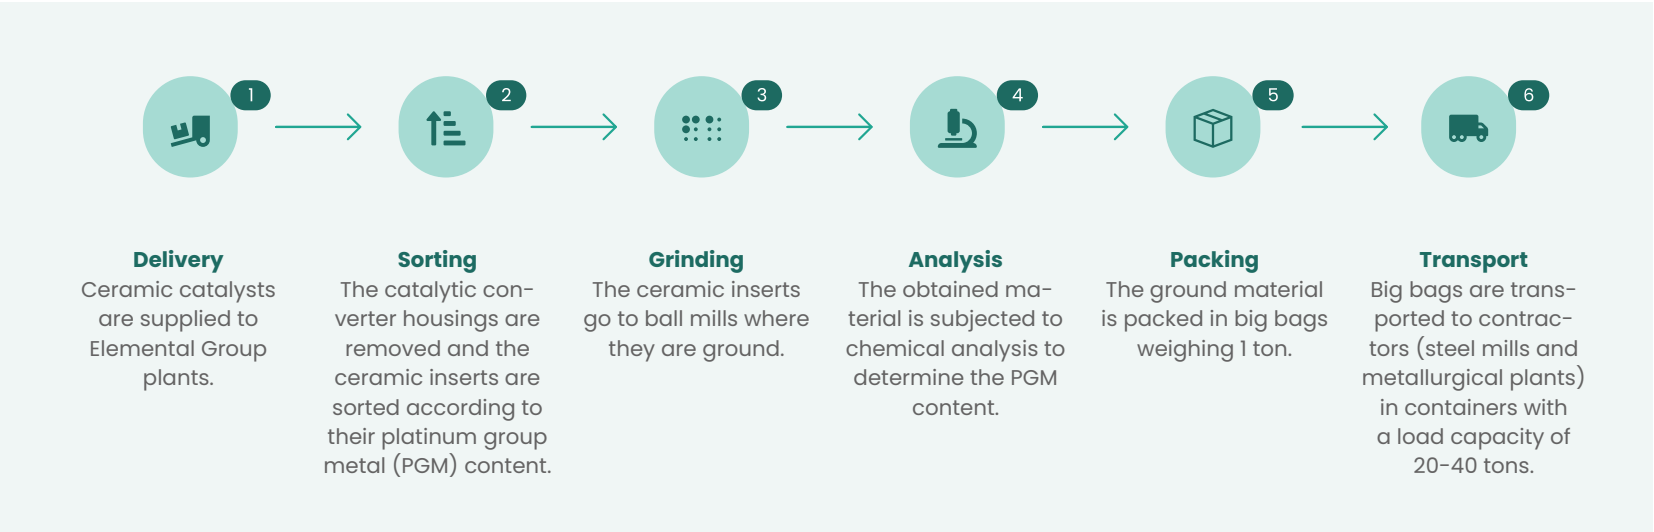 1
2
3
4
5
6
Delivery
Ceramic catalysts
are supplied to
Elemental Group
plants.
Sorting
The catalytic con-
verter housings are
removed and the
ceramic inserts are
sorted according to
their platinum group
metal (PGM) content.
Grinding
The ceramic inserts
go to ball mills where
they are ground.
Analysis
The obtained ma-
terial is subjected to
chemical analysis to
determine the PGM
content.
Packing
The ground material
is packed in big bags
weighing 1 ton.
Transport
Big bags are trans-
ported to contrac-
tors (steel mills and
metallurgical plants)
in containers with
a load capacity of
20-40 tons.